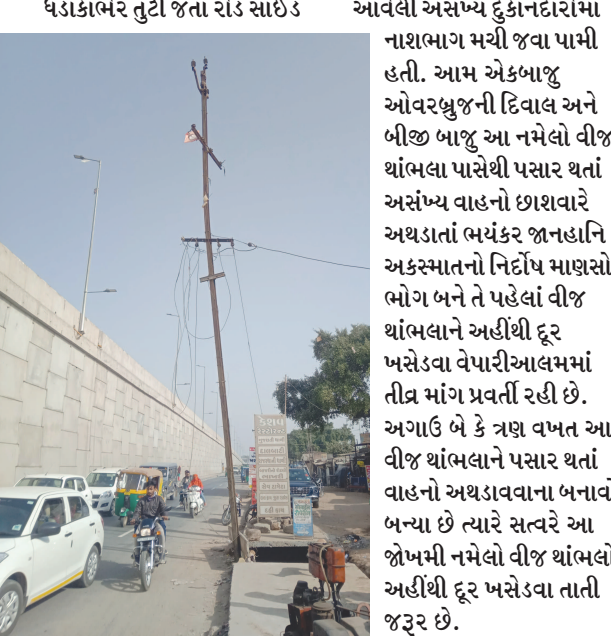 ધડાકાભેર તુટી જતા રોડ સાઈડ
આવેલી અસંખ્ય દુકાનદારોમાં
નાશભાગ મચી જવા પામી
હતી. આમ એકબાજુ
ઓવરબ્રુજની દિવાલ અને
બીજી બાજુ આ નમેલો વીજ
થાંભલા પાસેથી પસાર થતાં
અસંખ્ય વાહનો છાશવારે
અથડાતાં ભયંકર જાનહાનિ
અકસ્માતનો નિર્દોષ માણસો
ભોગ બને તે પહેલાં વીજ
થાંભલાને અહીંથી દૂર
ખસેડવા વેપારીઆલમમાં
તીવ્ર માંગ પ્રવર્તી રહી છે.
અગાઉ બે કે ત્રણ વખત આ
વીજ થાંભલાને પસાર થતાં
વાહનો અથડાવવાના બનાવો
બન્યા છે ત્યારે સત્વરે આ
જોખમી નમેલો વીજ થાંભલો
અહીંથી દૂર ખસેડવા તાતી
જરૂર છે.